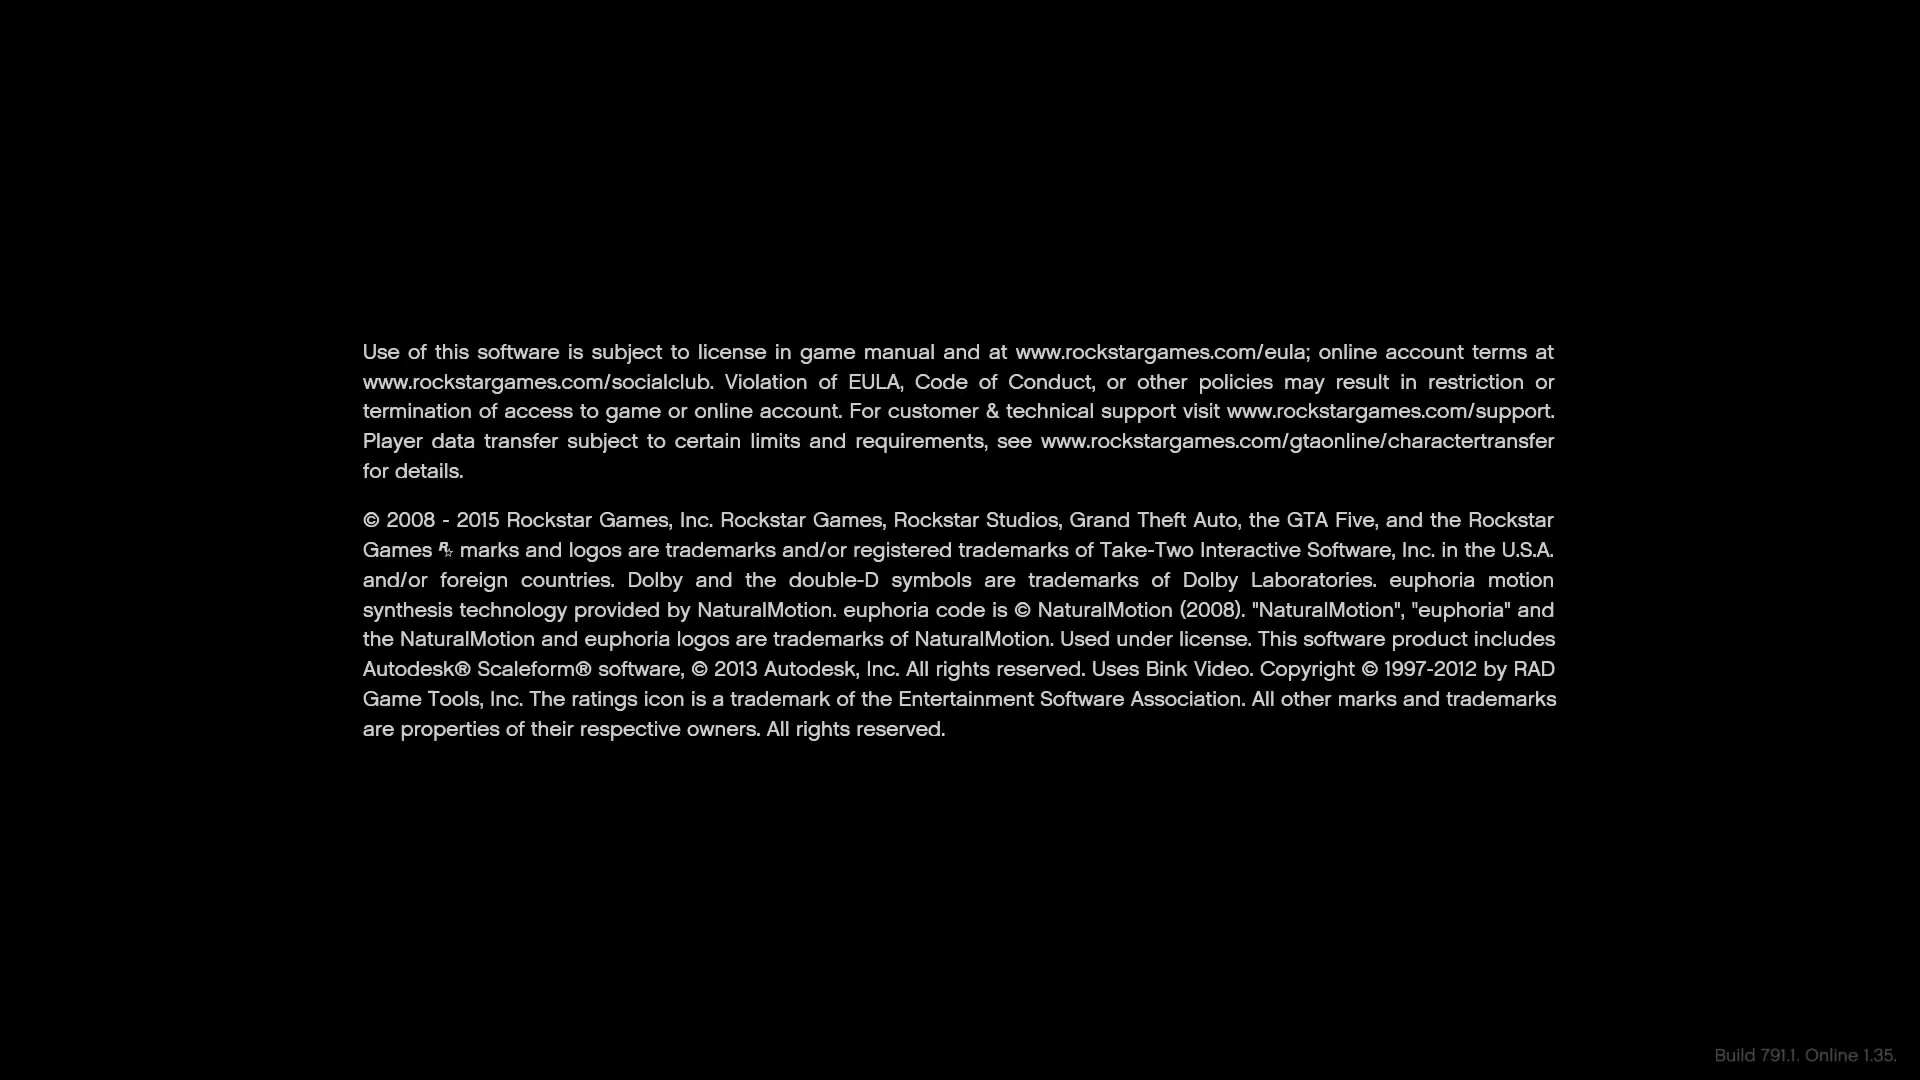 Use of this software is subject to license in game manual and at www.rockstargames.com/eula; online account terms at
www.rockstargames.com/socialclub. Violation of EULA, Code of Conduct, or other policies may result in restriction or
termination of access to game or online account. For customer & technical support visit www.rockstargames.com/support.
Player data transfer subject to certain limits and requirements, see www.rockstargames.com/gtaonline/charactertransfer
for details.
© 2008 - 2015 Rockstar Games, Inc. Rockstar Games, Rockstar Studios, Grand Theft Auto, the GTA Five, and the Rockstar
Games R* marks and logos are trademarks and/or registered trademarks of Take-Two Interactive Software, Inc. in the U.S.A.
and/or foreign countries. Dolby and the double-D symbols are trademarks of Dolby Laboratories. euphoria motion
synthesis technology provided by NaturalMotion. euphoria code is © NaturalMotion (2008). "NaturalMotion", "euphoria" and
the NaturalMotion and euphoria logos are trademarks of NaturalMotion. Used under license. This software product includes
Autodesk® Scaleform® software, © 2013 Autodesk, Inc. All rights reserved. Uses Bink Video. Copyright © 1997-2012 by RAD
Game Tools, Inc. The ratings icon is a trademark of the Entertainment Software Association. All other marks and trademarks
are properties of their respective owners. All rights reserved.
Build 791.1. Online 1.35.